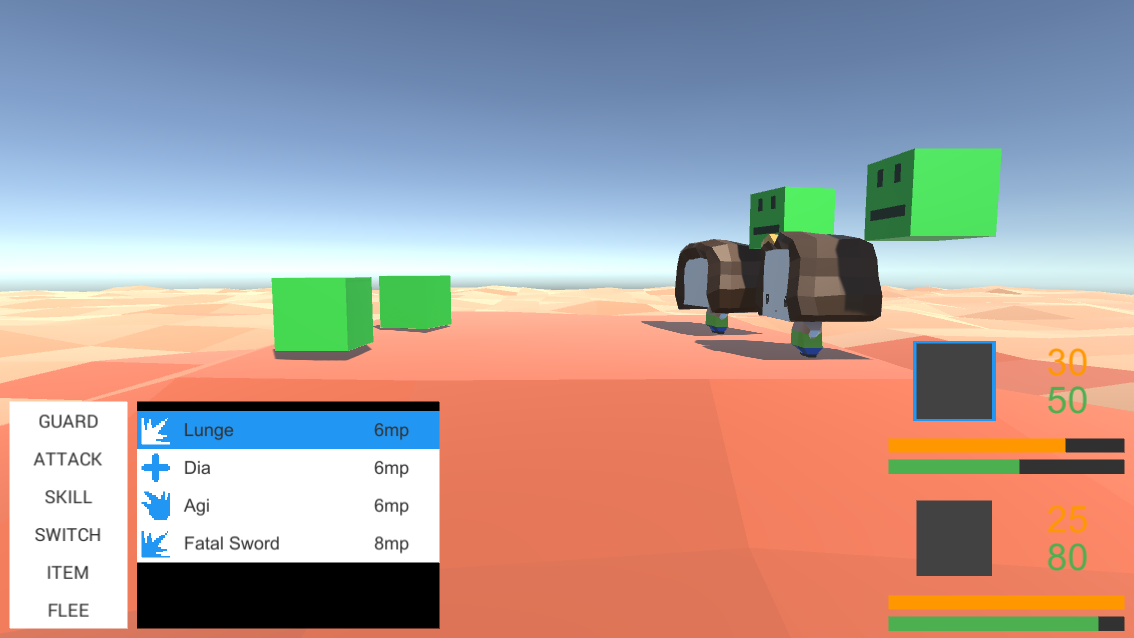 GUARD
ATTACK
SKILL
SWITCH
ITEM
FLEE
Lunge 6mp
Dia 6mp
Agi 6mp
Fatal Sword 8mp
30
50
25
80